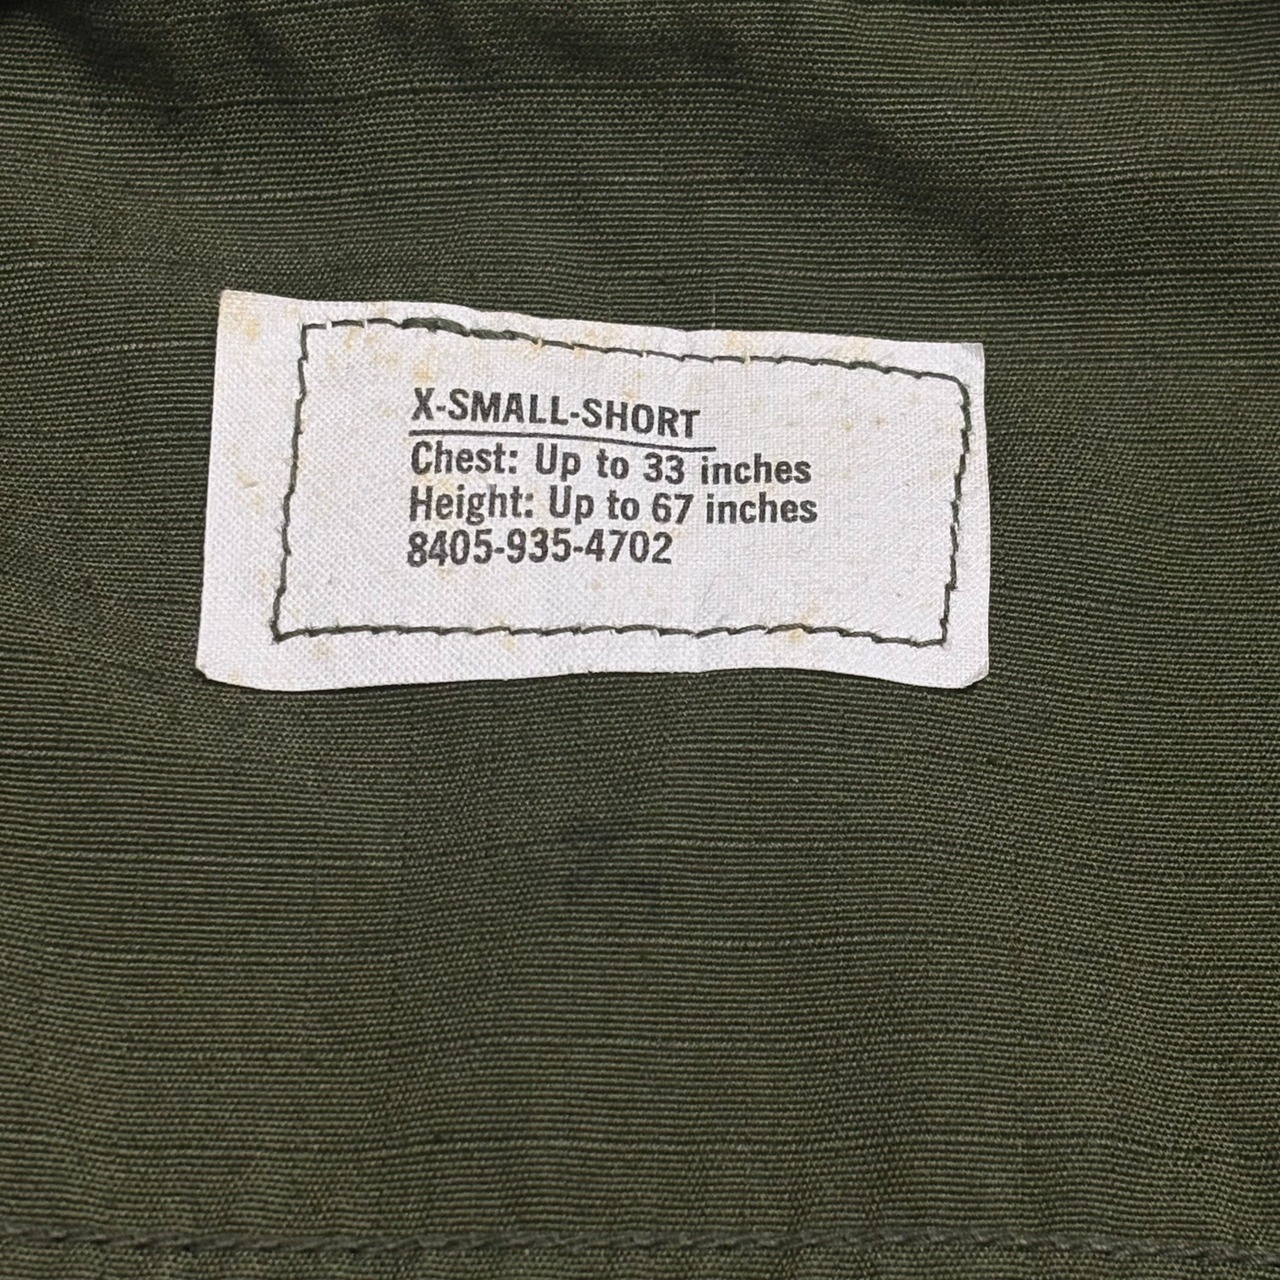 X-SMALL-SHORT
Chest: Up to 33 inches
Height: Up to 67 inches
8405-935-4702